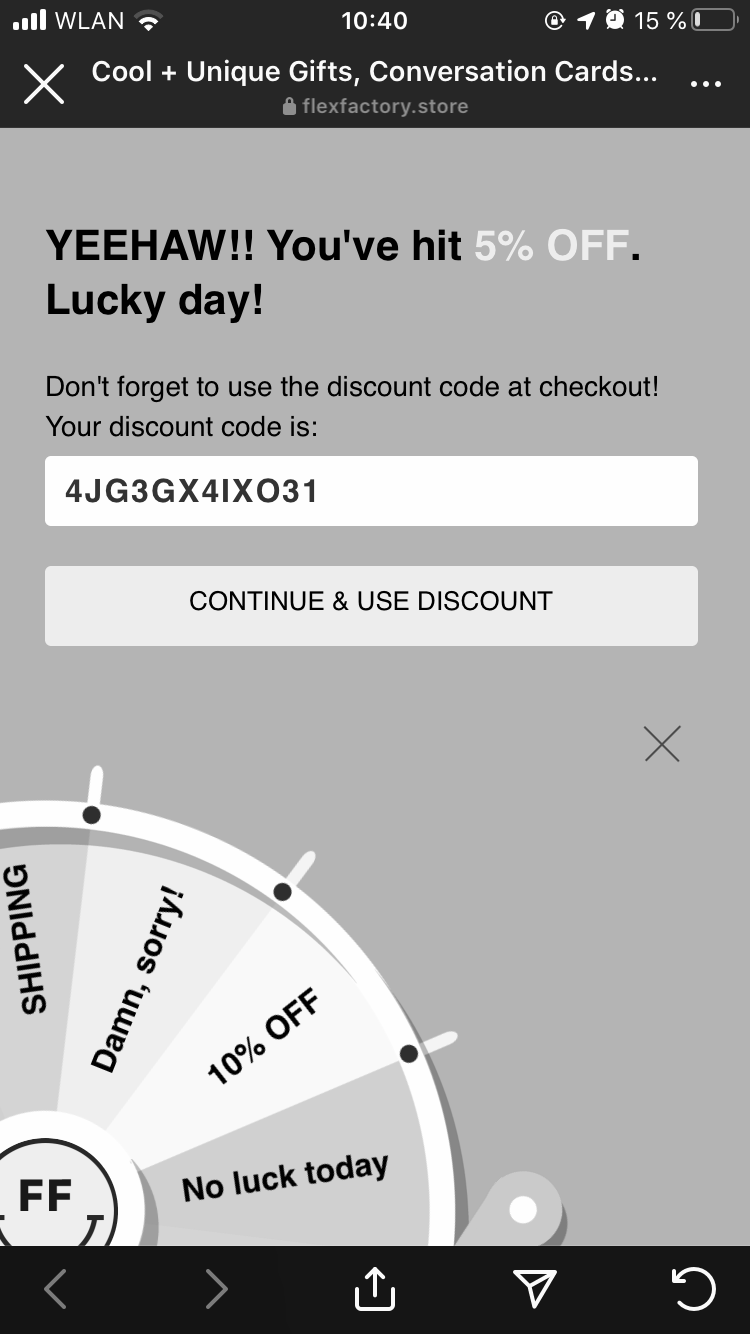 WLAN 10:40 15 %
Cool + Unique Gifts, Conversation Cards...
flexfactory.store
YEEHAW!! You've hit 5% OFF.
Lucky day!
Don't forget to use the discount code at checkout!
Your discount code is:
4JG3GX4IXO31
CONTINUE & USE DISCOUNT
SHIPPING
Damn, sorry!
10% OFF
No luck today
FF